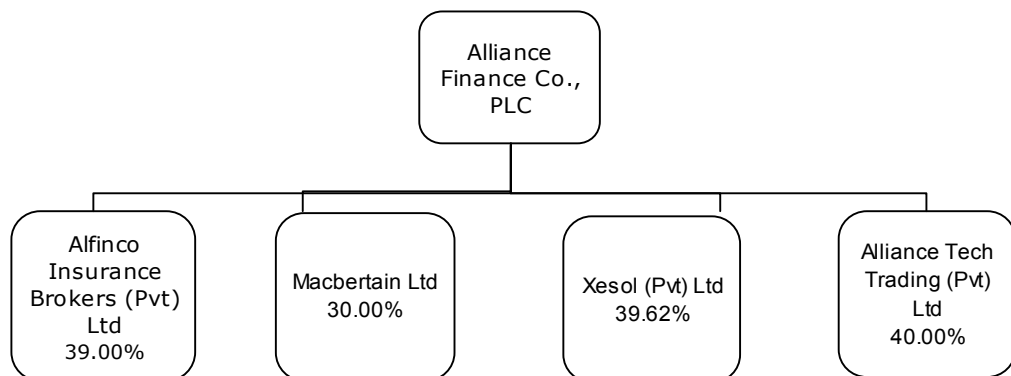 Alliance
Finance Co.,
PLC
Alfinco
Insurance
Brokers (Pvt)
Ltd
39.00%
Macbertain Ltd
30.00%
Xesol (Pvt) Ltd
39.62%
Alliance Tech
Trading (Pvt)
Ltd
40.00%